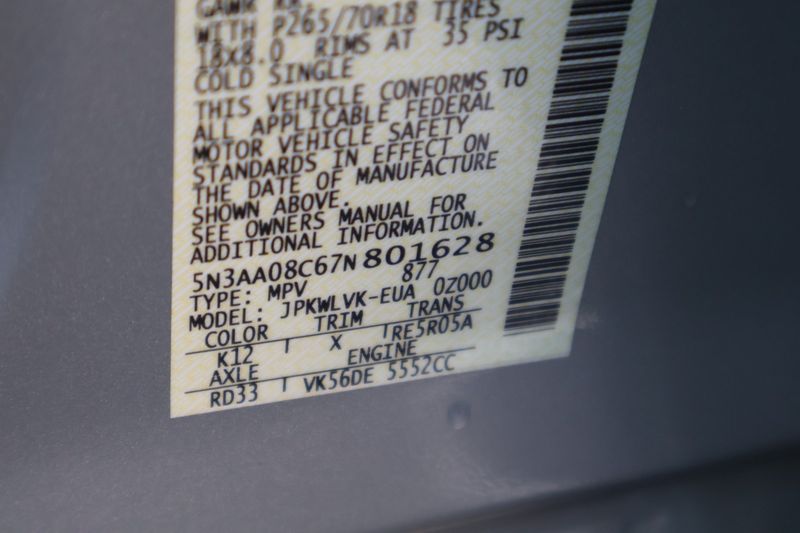 GAWR RR:
WITH P265/70R18 TIRES
18X8.0 RIMS AT 35 PSI
COLD SINGLE
THIS VEHICLE CONFORMS TO
ALL APPLICABLE FEDERAL
MOTOR VEHICLE SAFETY
STANDARDS IN EFFECT ON
THE DATE OF MANUFACTURE
SHOWN ABOVE.
SEE OWNERS MANUAL FOR
ADDITIONAL INFORMATION.
5N3AA08C67N801628
TYPE: MPV 877
MODEL: JPKWLVK-EUA 0Z000
COLOR TRIM TRANS
K12 X RE5R05A
AXLE ENGINE
RD33 VK56DE 5552CC